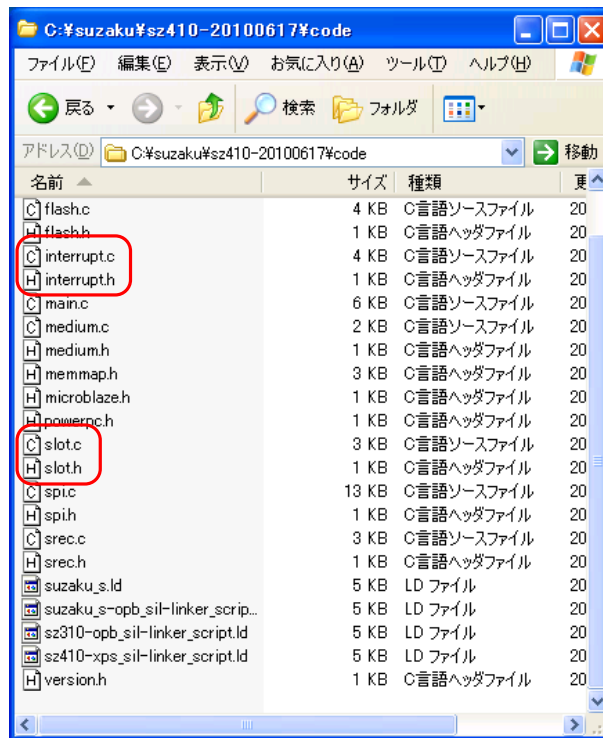 C:¥suzaku¥sz410-20100617¥code
ファイル(F) 編集(E) 表示(V) お気に入り(A) ツール(T) ヘルプ(H)
戻る 検索 フォルダ
アドレス(D) C:¥suzaku¥sz410-20100617¥code 移動
名前 サイズ 種類 更
C flash.c 4 KB C言語ソースファイル 20
H flash.h 1 KB C言語ヘッダファイル 20
C interrupt.c 4 KB C言語ソースファイル 20
H interrupt.h 1 KB C言語ヘッダファイル 20
C main.c 6 KB C言語ソースファイル 20
C medium.c 2 KB C言語ソースファイル 20
H medium.h 1 KB C言語ヘッダファイル 20
H memmap.h 3 KB C言語ヘッダファイル 20
H microblaze.h 1 KB C言語ヘッダファイル 20
H powerpc.h 1 KB C言語ヘッダファイル 20
C slot.c 3 KB C言語ソースファイル 20
H slot.h 1 KB C言語ヘッダファイル 20
C spi.c 13 KB C言語ソースファイル 20
H spi.h 1 KB C言語ヘッダファイル 20
C srec.c 3 KB C言語ソースファイル 20
H srec.h 1 KB C言語ヘッダファイル 20
suzaku_s.ld 5 KB LD ファイル 20
suzaku_s-opb_sil-linker_scrip... 5 KB LD ファイル 20
sz310-opb_sil-linker_script.ld 5 KB LD ファイル 20
sz410-xps_sil-linker_script.ld 5 KB LD ファイル 20
H version.h 1 KB C言語ヘッダファイル 20